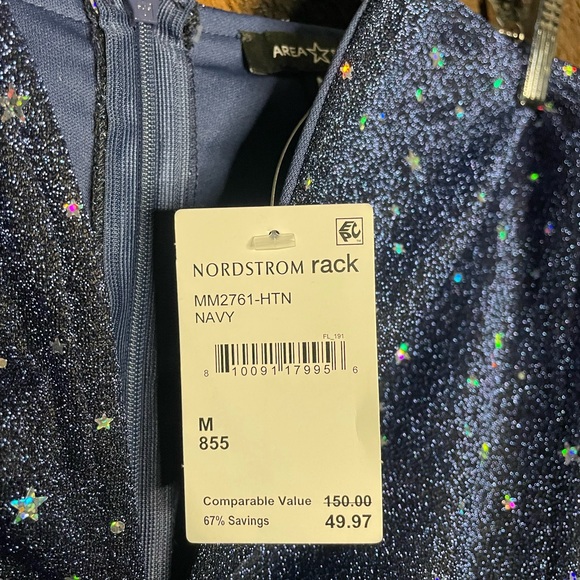 AREA
NORDSTROM rack
MM2761-HTN
NAVY
FL_191
8 10091 17995 6
M
855
Comparable Value 150.00
67% Savings 49.97